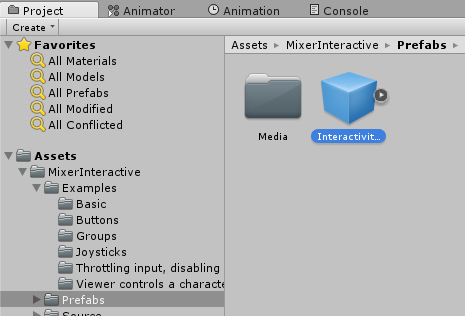 Project
Animator
Animation
Console
Create
Favorites
All Materials
All Models
All Prefabs
All Modified
All Conflicted
Assets
MixerInteractive
Examples
Basic
Buttons
Groups
Joysticks
Throttling input, disabling
Viewer controls a characte
Prefabs
Source
Assets ▸ MixerInteractive ▸ Prefabs ▸
Media
Interactivit...